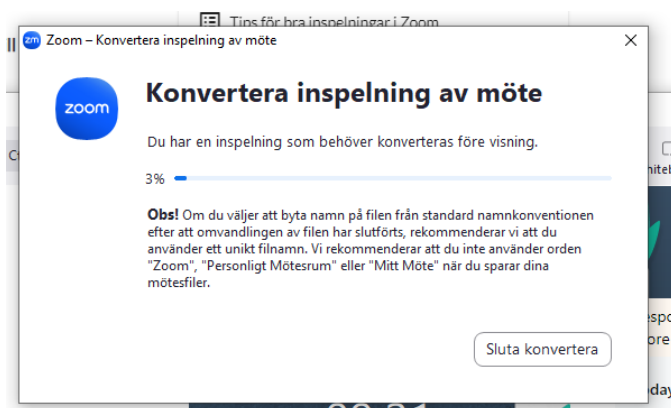 Tips för bra inspelningar i Zoom
zm Zoom – Konvertera inspelning av möte
zoom
Konvertera inspelning av möte
Du har en inspelning som behöver konverteras före visning.
3%
Obs! Om du väljer att byta namn på filen från standard namnkonventionen
efter att omvandlingen av filen har slutförts, rekommenderar vi att du
använder ett unikt filnamn. Vi rekommenderar att du inte använder orden
"Zoom", "Personligt Mötesrum" eller "Mitt Möte" när du sparar dina
mötesfiler.
Sluta konvertera